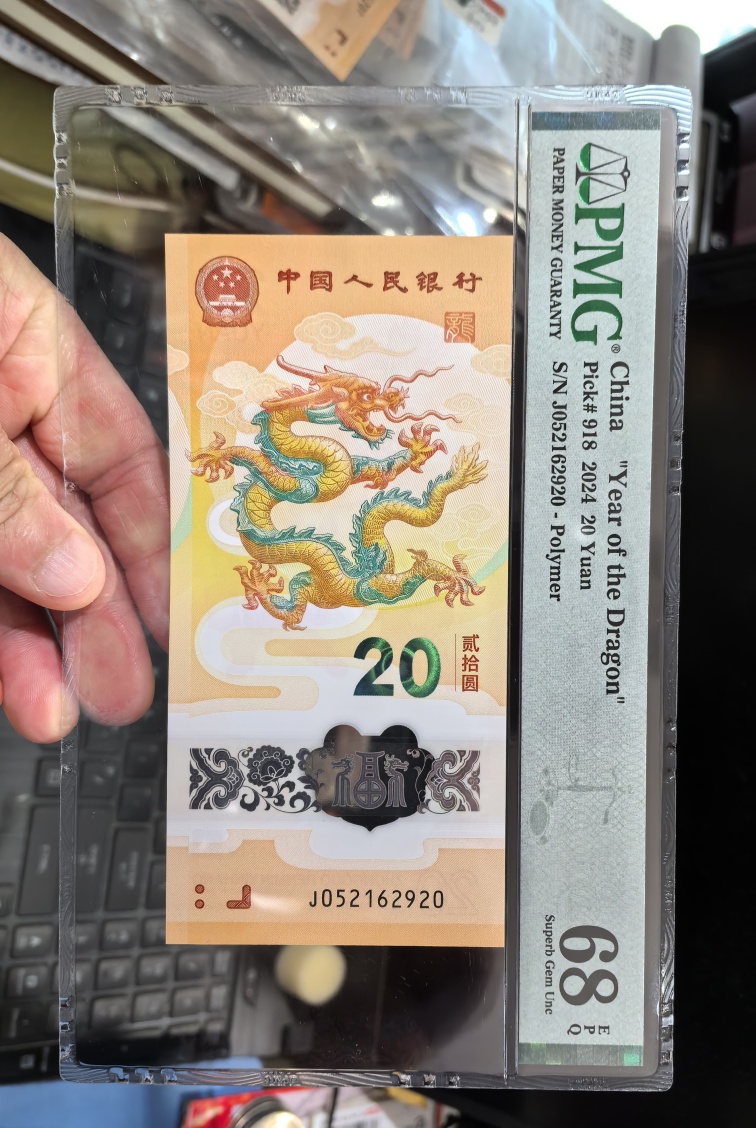 中国人民银行
龍
20
贰拾圆
福
J052162920
PMG®
PAPER MONEY GUARANTY
China "Year of the Dragon"
Pick# 918 2024 20 Yuan
S/N J052162920 - Polymer
68 EPQ
Superb Gem Unc